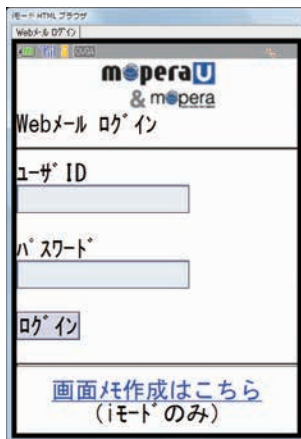 iモード HTML ブラウザ
Webメール ログイン
QVGA
mopera U
& mopera
Webメール ログイン
ユーザID
パスワード
ログイン
画面メモ作成はこちら
(iモードのみ)